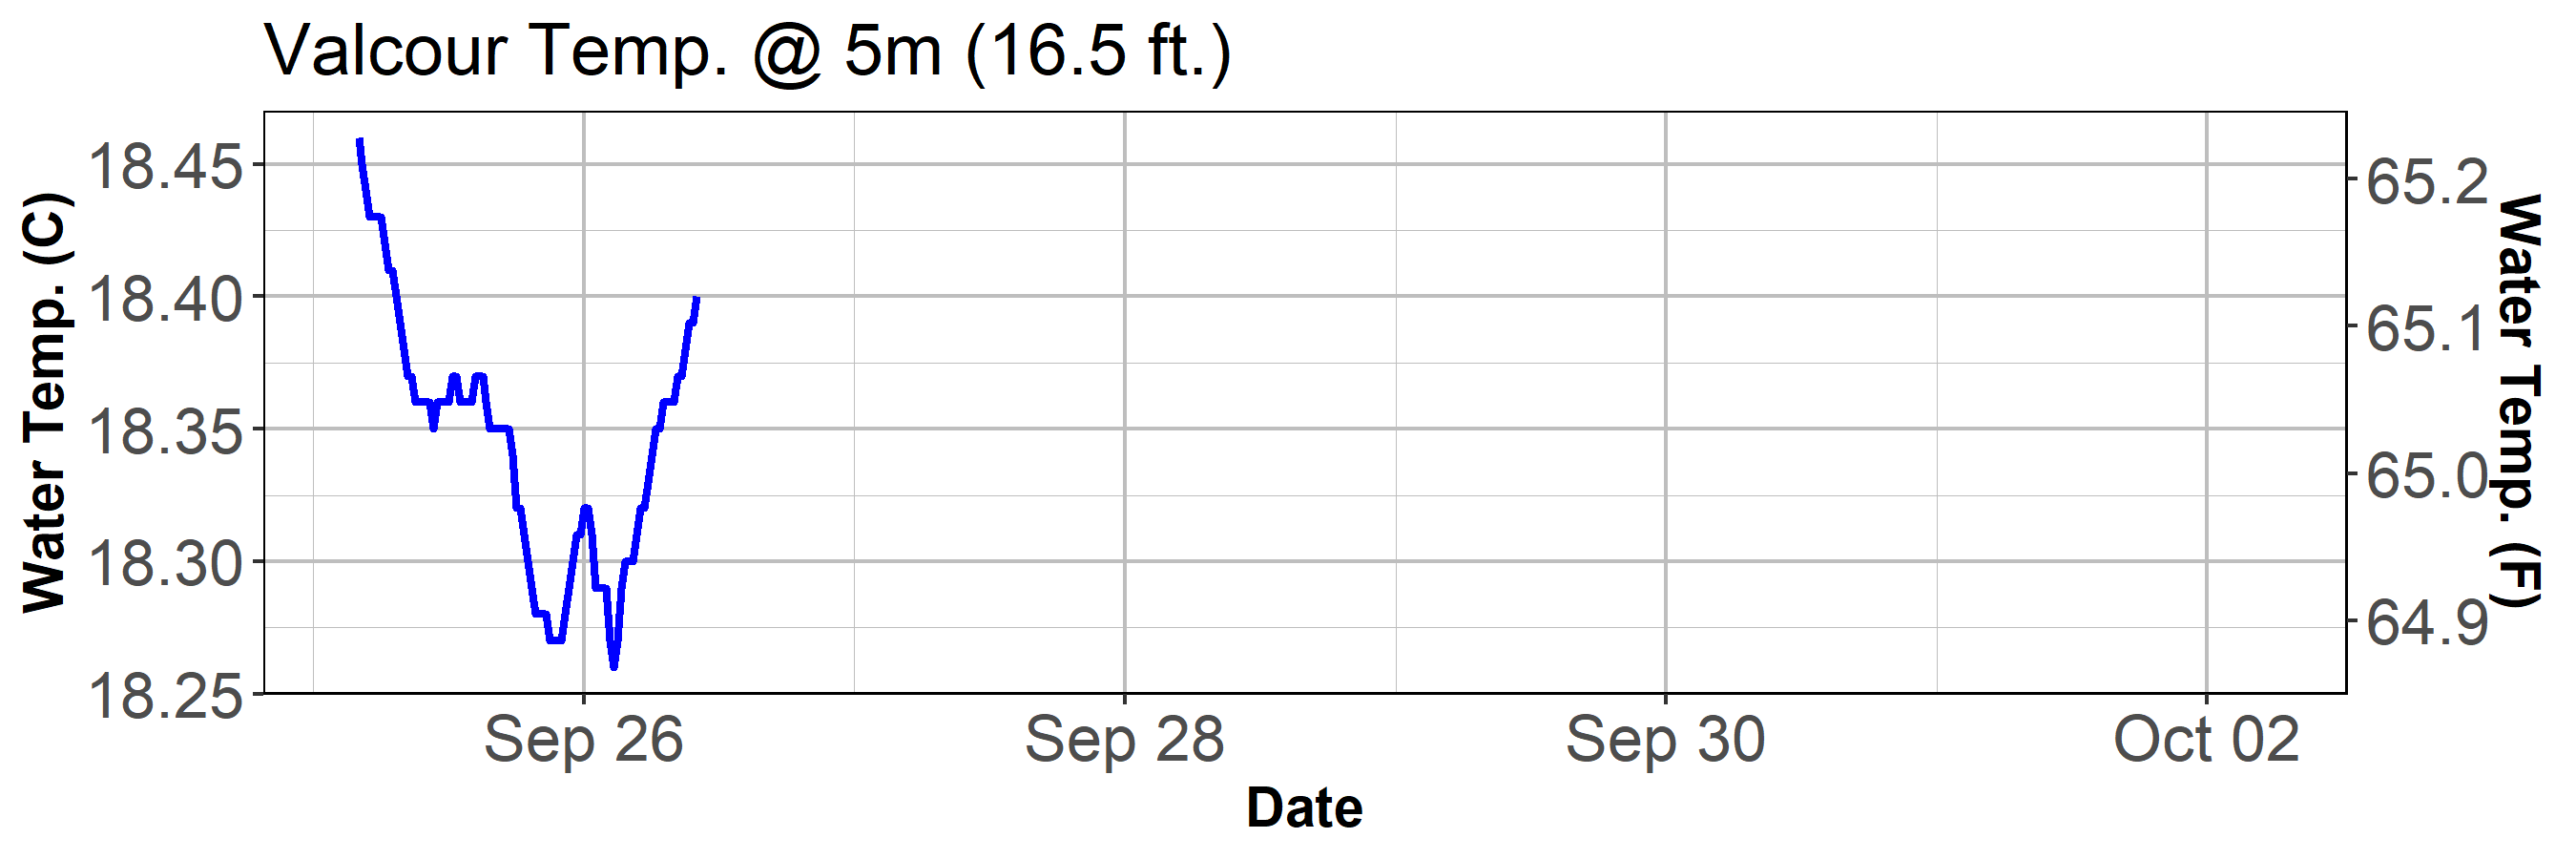 Valcour Temp. @ 5m (16.5 ft.)
Water Temp. (C)
18.45
18.40
18.35
18.30
18.25
65.2
65.1
65.0
64.9
Water Temp. (F)
Sep 26
Sep 28
Sep 30
Oct 02
Date